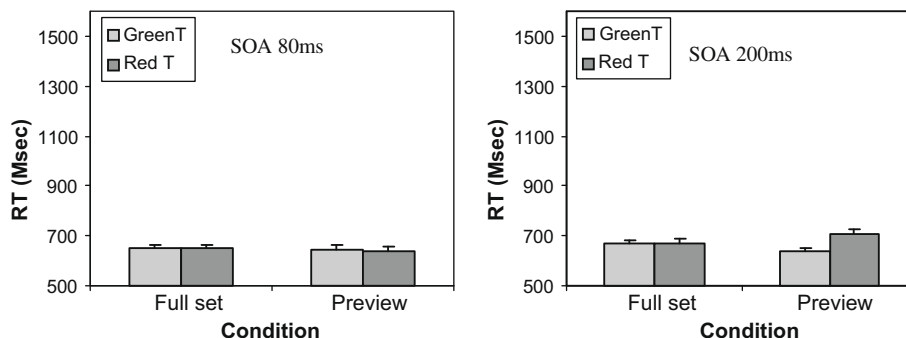 GreenT
Red T
SOA 80ms
RT (Msec)
1500
1300
1100
900
700
500
Full set
Preview
Condition
GreenT
Red T
SOA 200ms
RT (Msec)
1500
1300
1100
900
700
500
Full set
Preview
Condition